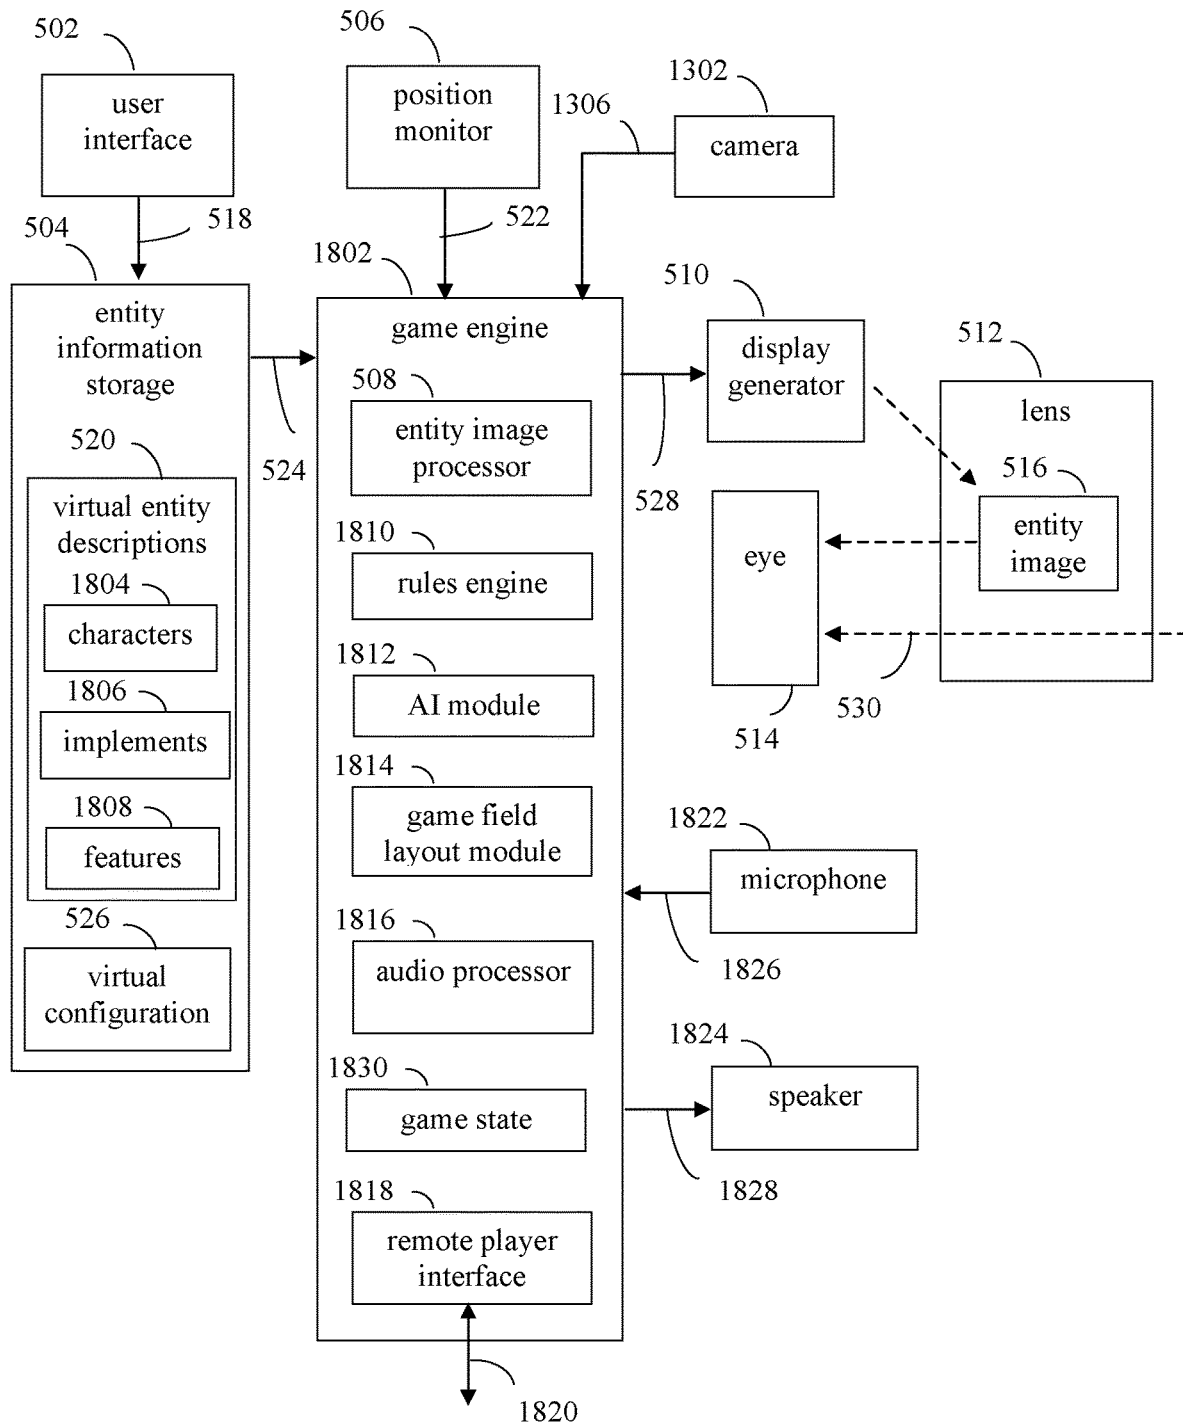 502
user
interface
518
506
position
monitor
522
1302
camera
1306
504
entity
information
storage
524
520
virtual entity
descriptions
1804
characters
1806
implements
1808
features
526
virtual
configuration
1802
game engine
508
entity image
processor
1810
rules engine
1812
AI module
1814
game field
layout module
1816
audio processor
1830
game state
1818
remote player
interface
1820
510
display
generator
528
512
lens
516
entity
image
eye
514
530
1822
microphone
1826
1824
speaker
1828